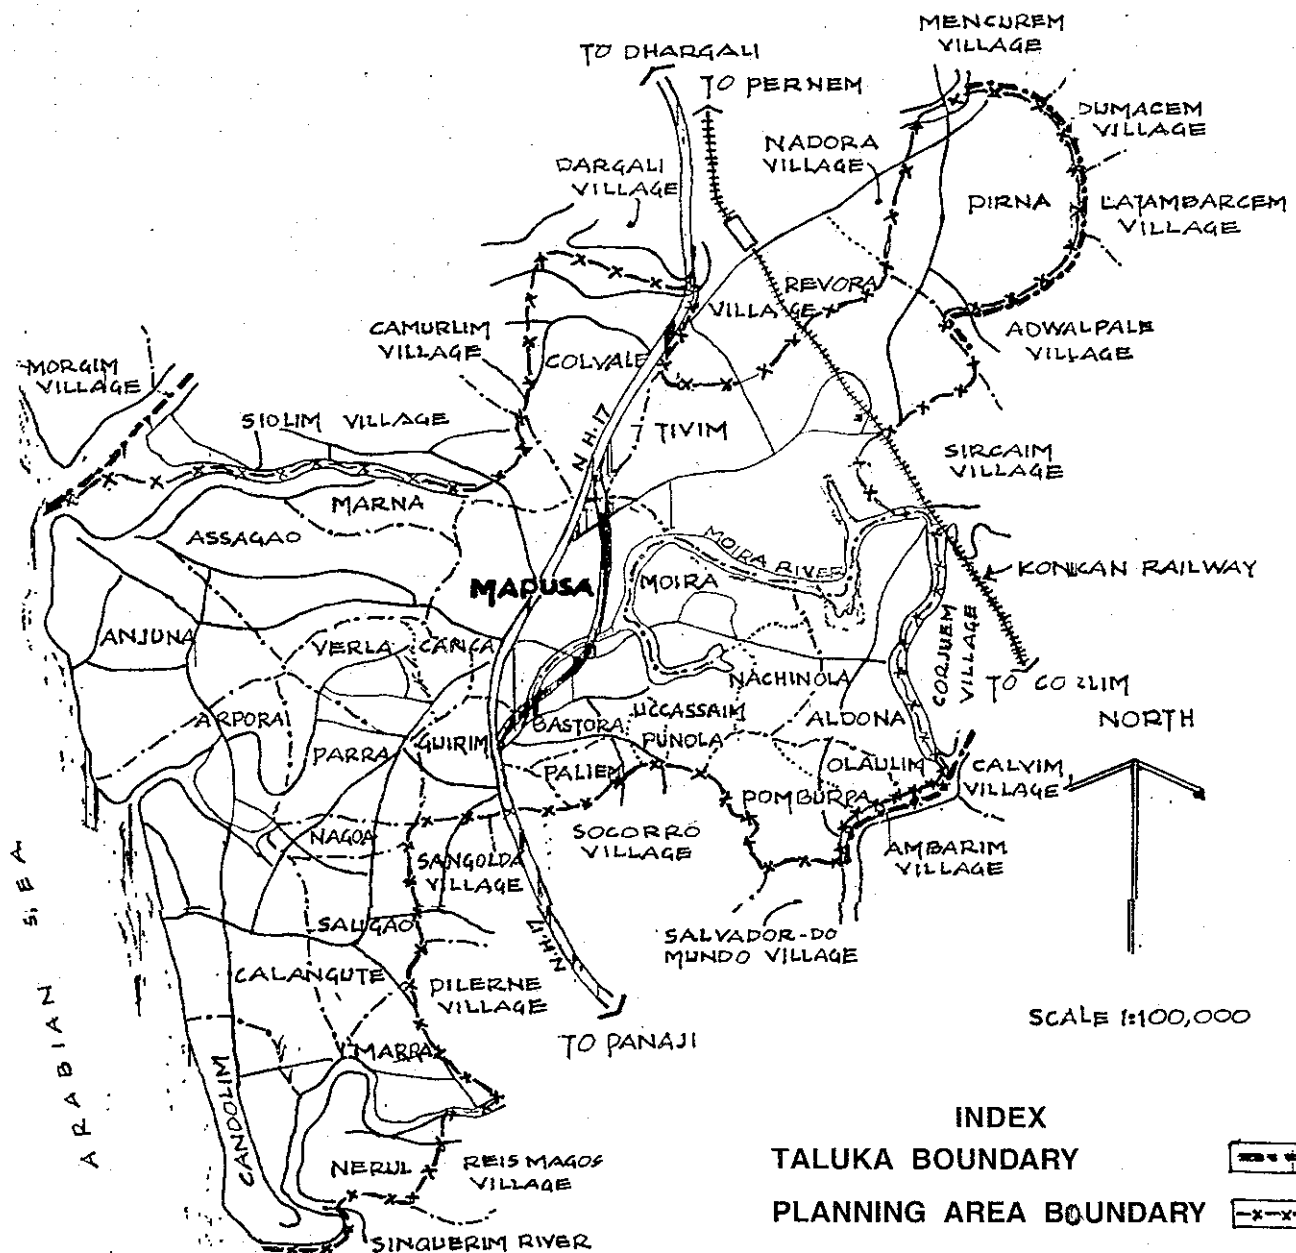 MENCUREM
VILLAGE
TO DHARGALI
TO PERNEM
DUMACEM
VILLAGE
NADORA
VILLAGE
DARGALI
VILLAGE
DIRNA
LATAMBARCEM
VILLAGE
REVORA
VILLAGE
CAMURLIM
VILLAGE
COLVALE
ADWALPALE
VILLAGE
MORGIM
VILLAGE
SIOLIM VILLAGE
N.H.17
TIVIM
SIRCAIM
VILLAGE
MARNA
ASSAGAO
MOIRA RIVER
KONKAN RAILWAY
MAPUSA
MOIRA
ANJUNA
VERLA
CANCA
CORJUEM
VILLAGE
NACHINOLA
TO CORLIM
ARPORA
UCCASSAIM
BASTORA
ALDONA
NORTH
PARRA
GUIRIM
PUNOLA
PALIEM
OLAULIM
CALVIM
VILLAGE
POMBURPA
NAGOA
SOCORRO
VILLAGE
SANGOLDA
VILLAGE
AMBARIM
VILLAGE
ARABIAN SEA
SALIGAO
SALVADOR-DO
MUNDO VILLAGE
N.H.17
CALANGUTE
PILERNE
VILLAGE
SCALE 1:100,000
TO PANAJI
MARRA
CANDOLIM
INDEX
TALUKA BOUNDARY
NERUL
REIS MAGOS
VILLAGE
PLANNING AREA BOUNDARY
SINQUERIM RIVER